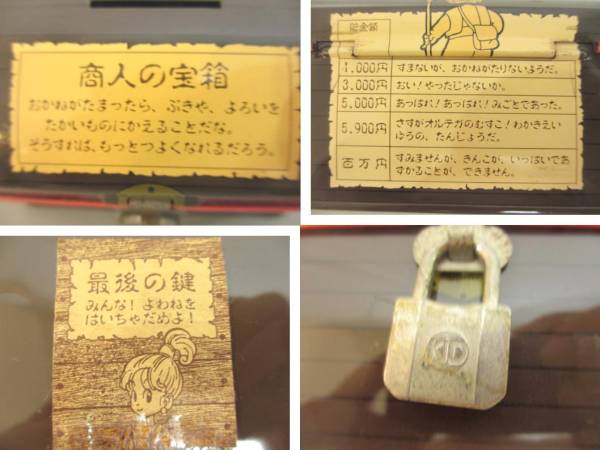 商人の宝箱
おかねがたまったら、ぶきや、よろいを
たかいものにかえることだな。
そうすれば、もっとつよくなれるだろう。
貯金額
1,000円 すまないが、おかねがたりないようだ。
3,000円 おい!やったじゃないか。
5,000円 あっぱれ!あっぱれ!みごとであった。
5,900円 さすがオルテガのむすこ!わかきえい
ゆうの、たんじょうだ。
百万円 すみませんが、きんこが、いっぱいであ
ずかることが、できません。
最後の鍵
みんな!よわねを
はいちゃだめよ!